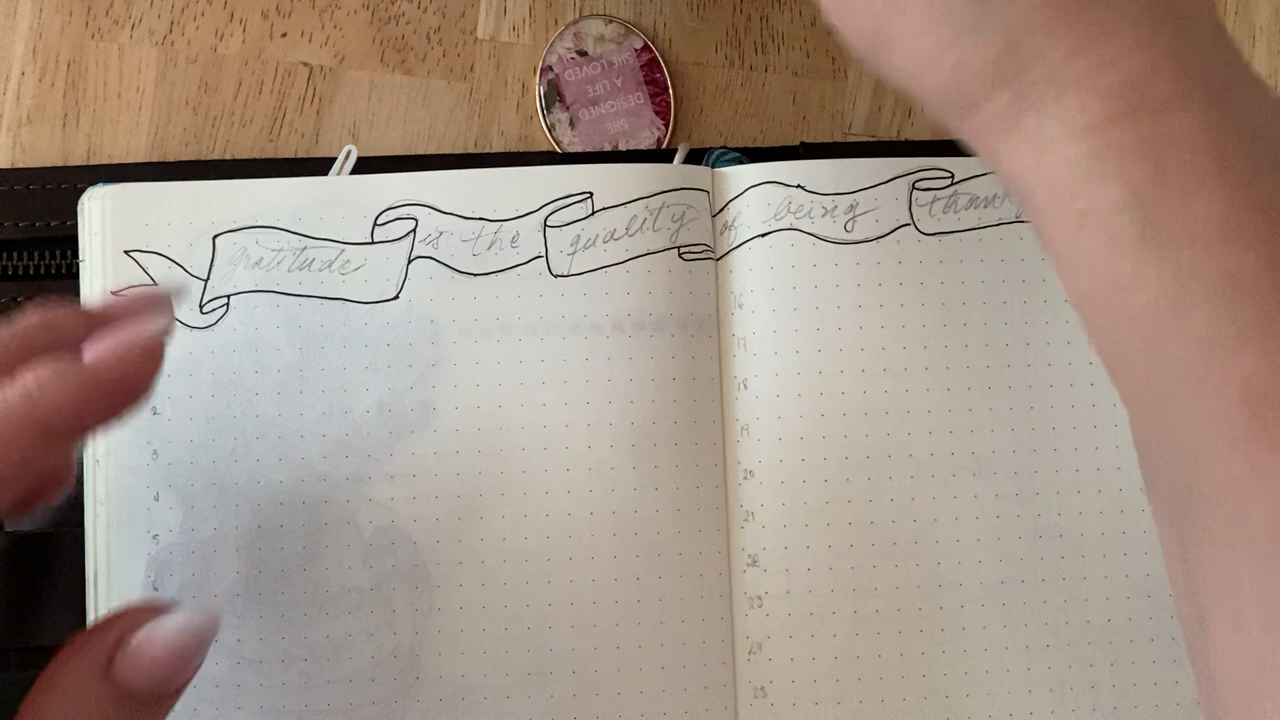 SHE
DESIGNED
A LIFE
SHE LOVED
gratitude is the quality of being
2
3
4
5
16
17
18
19
20
21
22
23
24
25